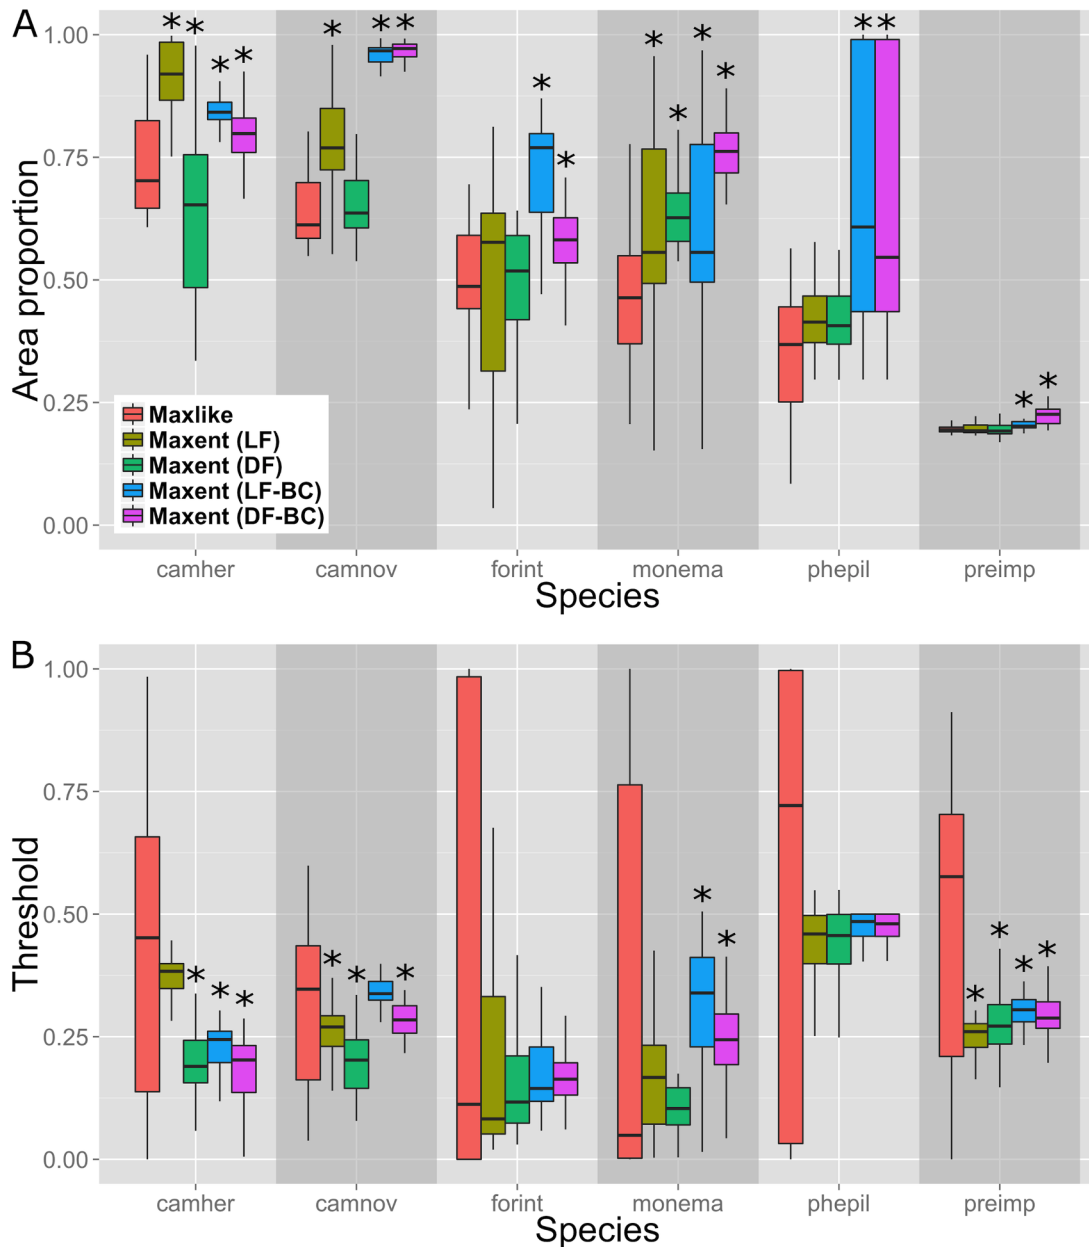 A
1.00
0.75
0.50
0.25
0.00
Area proportion
* * * * *
* * *
* *
* * * *
* *
* *
Maxlike
Maxent (LF)
Maxent (DF)
Maxent (LF-BC)
Maxent (DF-BC)
camher camnov forint monema phepil preimp
Species
B
1.00
0.75
0.50
0.25
0.00
Threshold
* * *
* * *
* *
* * * *
camher camnov forint monema phepil preimp
Species